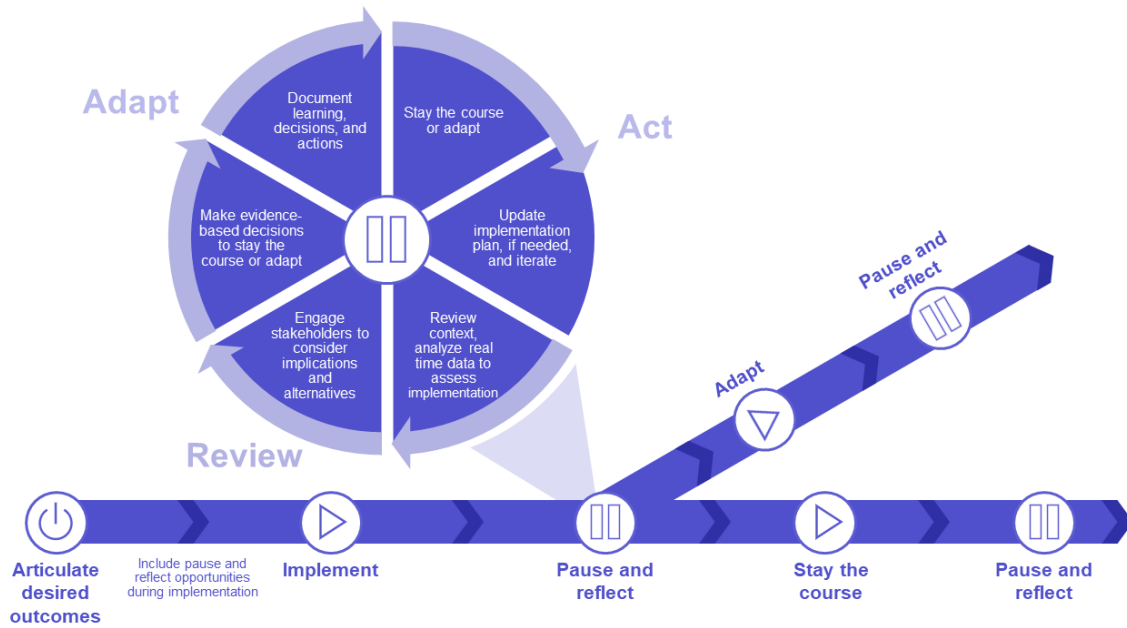 Adapt
Document
learning,
decisions, and
actions
Stay the course
or adapt
Act
Make evidence-
based decisions
to stay the
course or adapt
Update
implementation
plan, if needed,
and iterate
Engage
stakeholders to
consider
implications
and
alternatives
Review
context,
analyze real
time data to
assess
implementation
Review
Pause and
reflect
Adapt
Articulate
desired
outcomes
Include pause and
reflect opportunities
during implementation
Implement
Pause and
reflect
Stay the
course
Pause and
reflect